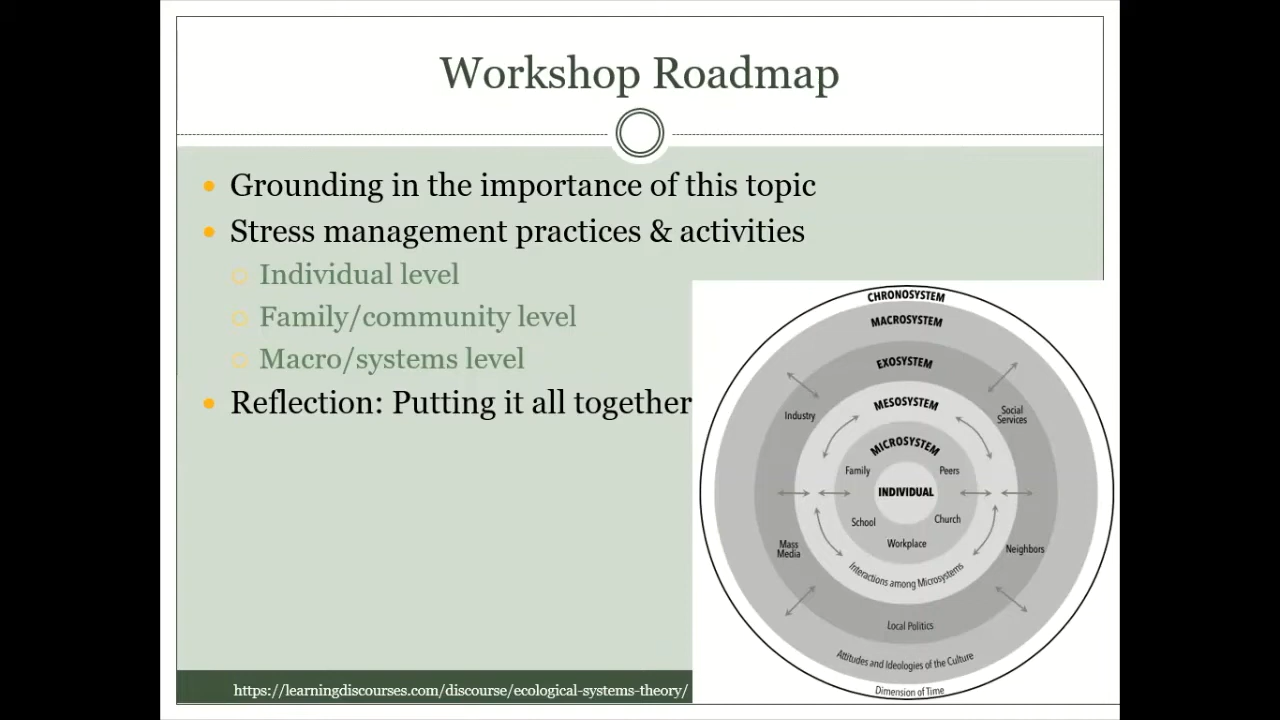 Workshop Roadmap
Grounding in the importance of this topic
Stress management practices & activities
Individual level
Family/community level
Macro/systems level
Reflection: Putting it all together
CHRONOSYSTEM
MACROSYSTEM
EXOSYSTEM
MESOSYSTEM
Industry
Social
Services
MICROSYSTEM
Family
Peers
INDIVIDUAL
School
Church
Workplace
Mass
Media
Neighbors
Interactions among Microsystems
Local Politics
Attitudes and Ideologies of the Culture
Dimension of Time
https://learningdiscourses.com/discourse/ecological-systems-theory/